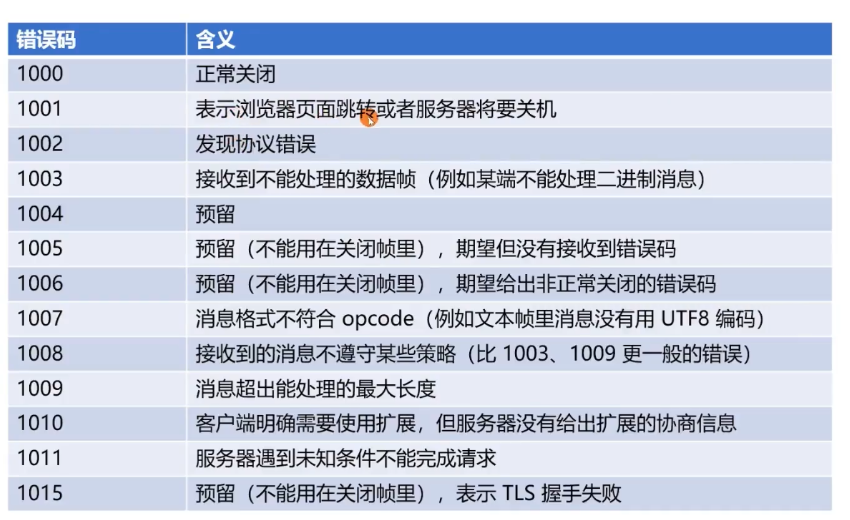 错误码 含义
1000 正常关闭
1001 表示浏览器页面跳转或者服务器将要关机
1002 发现协议错误
1003 接收到不能处理的数据帧（例如某端不能处理二进制消息）
1004 预留
1005 预留（不能用在关闭帧里），期望但没有接收到错误码
1006 预留（不能用在关闭帧里），期望给出非正常关闭的错误码
1007 消息格式不符合 opcode（例如文本帧里消息没有用 UTF8 编码）
1008 接收到的消息不遵守某些策略（比 1003、1009 更一般的错误）
1009 消息超出能处理的最大长度
1010 客户端明确需要使用扩展，但服务器没有给出扩展的协商信息
1011 服务器遇到未知条件不能完成请求
1015 预留（不能用在关闭帧里），表示 TLS 握手失败